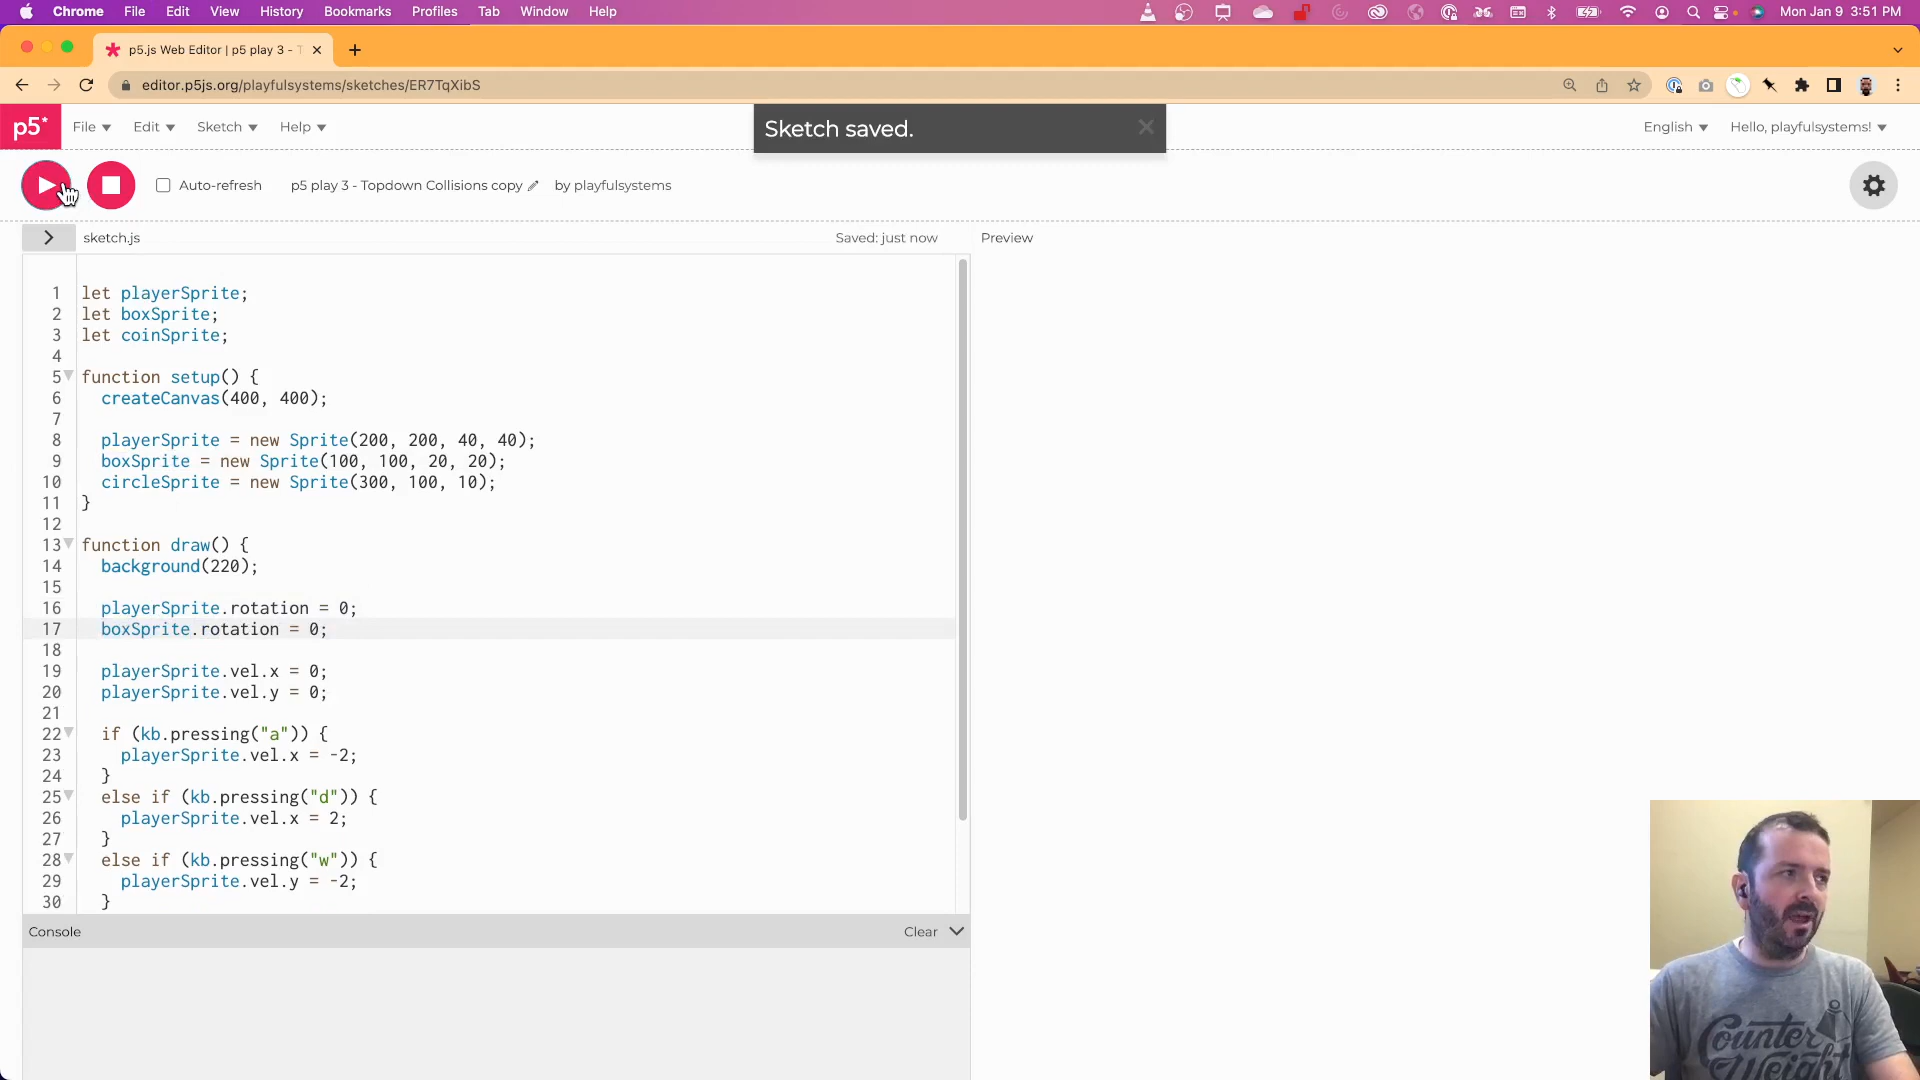 Chrome File Edit View History Bookmarks Profiles Tab Window Help Mon Jan 9 3:51 PM
p5.js Web Editor | p5 play 3 - T
editor.p5js.org/playfulsystems/sketches/ER7TqXibS
p5* File Edit Sketch Help English Hello, playfulsystems!
Sketch saved.
Auto-refresh p5 play 3 - Topdown Collisions copy by playfulsystems
sketch.js Saved: just now Preview
1 let playerSprite;
2 let boxSprite;
3 let coinSprite;
4
5 function setup() {
6 createCanvas(400, 400);
7
8 playerSprite = new Sprite(200, 200, 40, 40);
9 boxSprite = new Sprite(100, 100, 20, 20);
10 circleSprite = new Sprite(300, 100, 10);
11 }
12
13 function draw() {
14 background(220);
15
16 playerSprite.rotation = 0;
17 boxSprite.rotation = 0;
18
19 playerSprite.vel.x = 0;
20 playerSprite.vel.y = 0;
21
22 if (kb.pressing("a")) {
23 playerSprite.vel.x = -2;
24 }
25 else if (kb.pressing("d")) {
26 playerSprite.vel.x = 2;
27 }
28 else if (kb.pressing("w")) {
29 playerSprite.vel.y = -2;
30 }
Console Clear
Counter
Weight